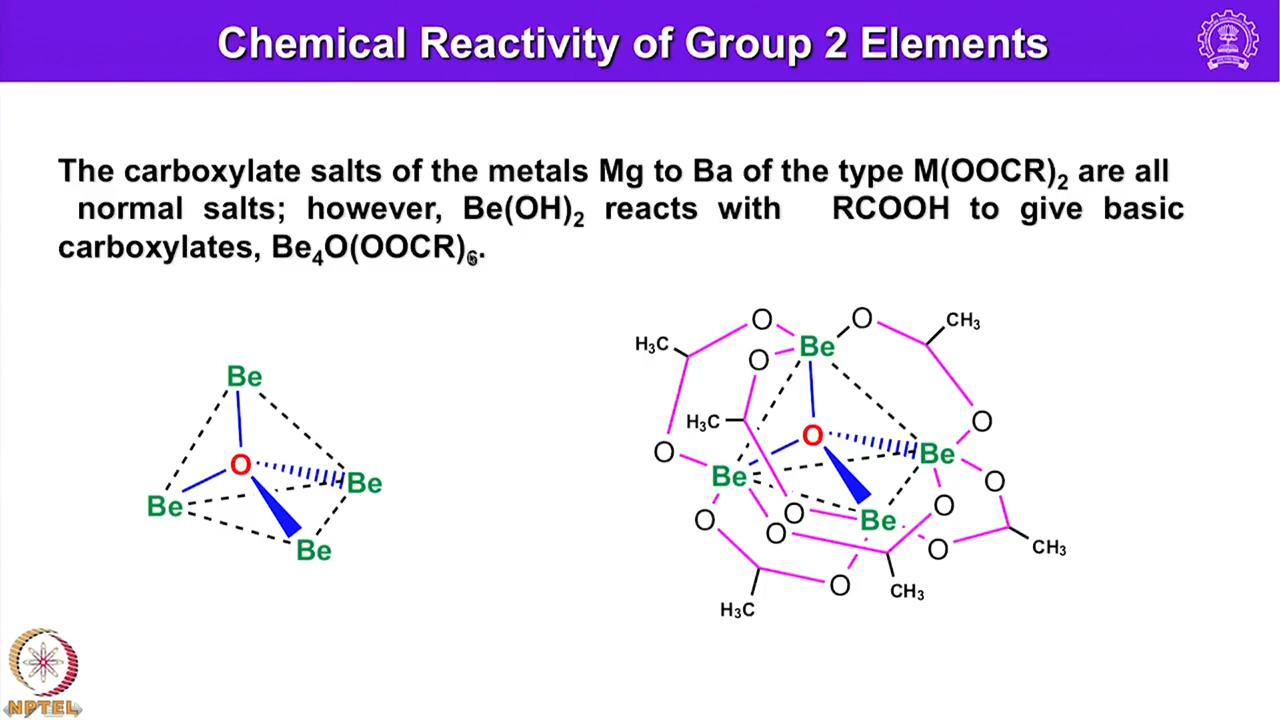 Chemical Reactivity of Group 2 Elements
The carboxylate salts of the metals Mg to Ba of the type M(OOCR)₂ are all
normal salts; however, Be(OH)₂ reacts with RCOOH to give basic
carboxylates, Be₄O(OOCR)₆.
Be
O
Be
Be
Be
O
O
CH₃
H₃C
Be
O
H₃C
O
O
O
Be
Be
O
O
O
O
Be
O
O
O
CH₃
O
CH₃
H₃C
NPTEL